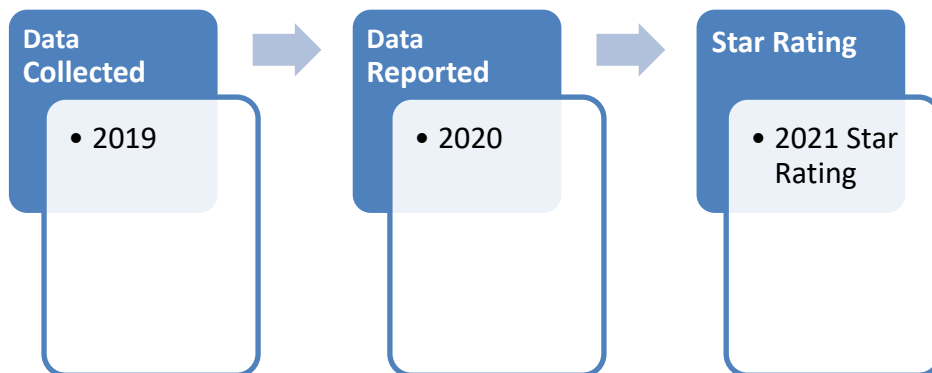 Data
Collected
• 2019
Data
Reported
• 2020
Star Rating
• 2021 Star
Rating